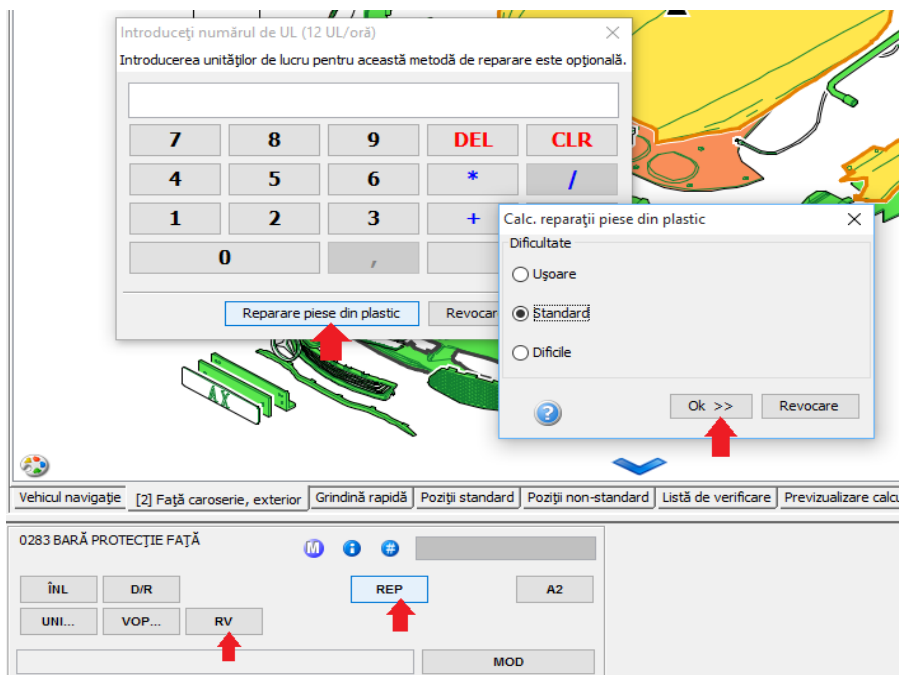 Introduceţi numărul de UL (12 UL/oră)
Introducerea unităţilor de lucru pentru această metodă de reparare este opţională.
7 8 9 DEL CLR
4 5 6 * /
1 2 3 +
0 ,
Reparare piese din plastic Revocar
Calc. reparaţii piese din plastic
Dificultate
Uşoare
Standard
Dificile
Ok >> Revocare
AX
Vehicul navigaţie [2] Faţă caroserie, exterior Grindină rapidă Poziţii standard Poziţii non-standard Listă de verificare Previzualizare calcu
0283 BARĂ PROTECŢIE FAŢĂ M i #
ÎNL D/R REP A2
UNI... VOP... RV
MOD